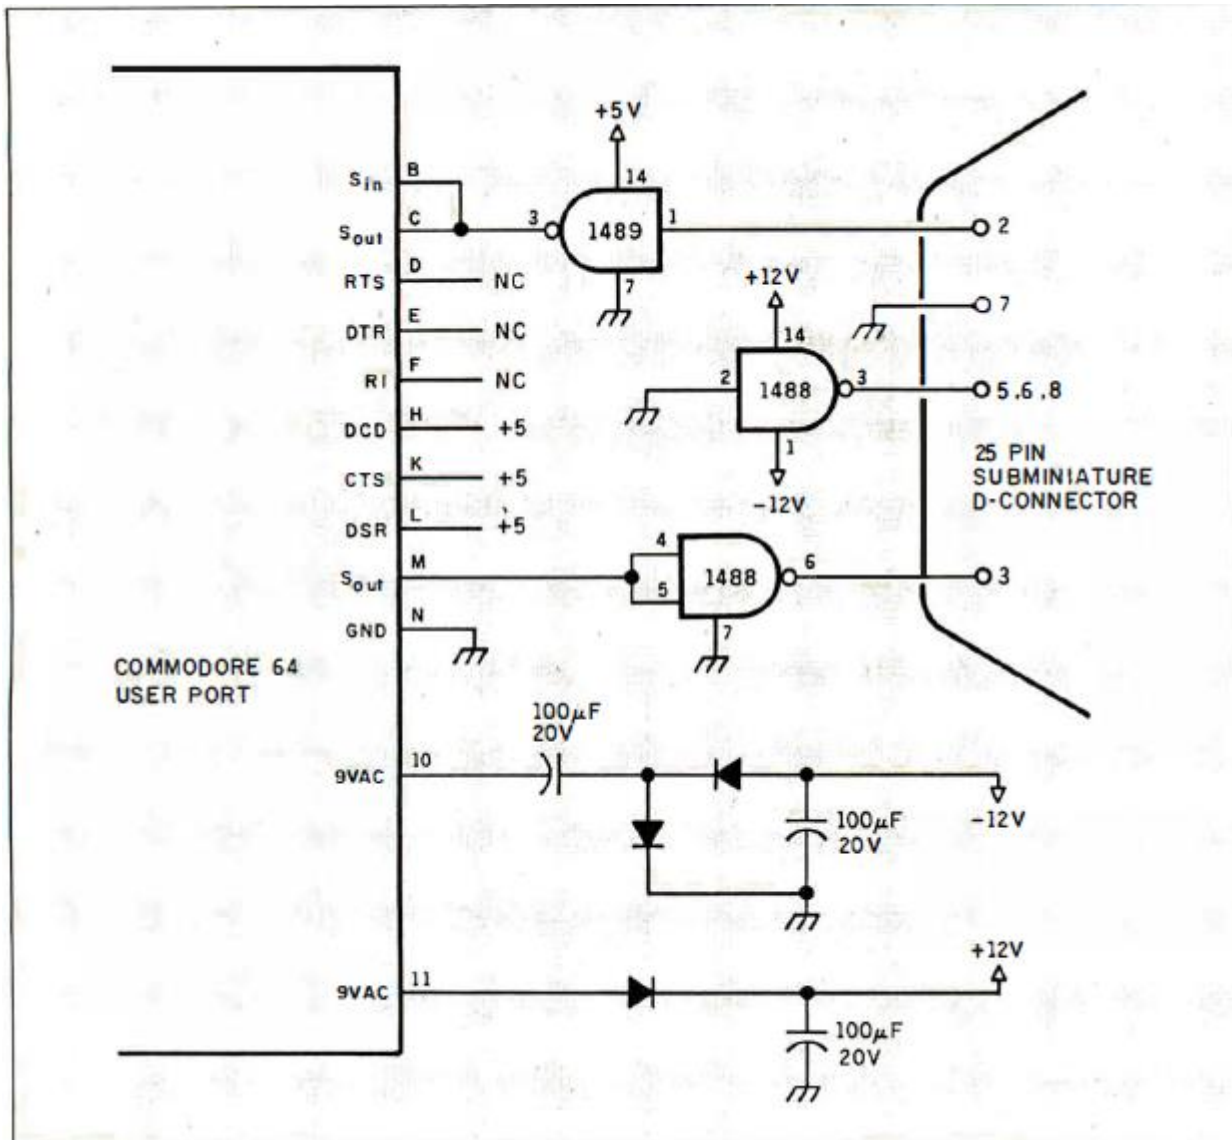 +5V
14
S in B
S out C
3
1489
1
2
7
RTS D NC
DTR E NC
RI F NC
DCD H +5
CTS K +5
DSR L +5
S out M
GND N
+12V
14
2
1488
3
1
-12V
7
5.6.8
25 PIN
SUBMINIATURE
D-CONNECTOR
4
5
1488
6
7
3
COMMODORE 64
USER PORT
100µF
20V
9VAC 10
-12V
100µF
20V
9VAC 11
+12V
100µF
20V